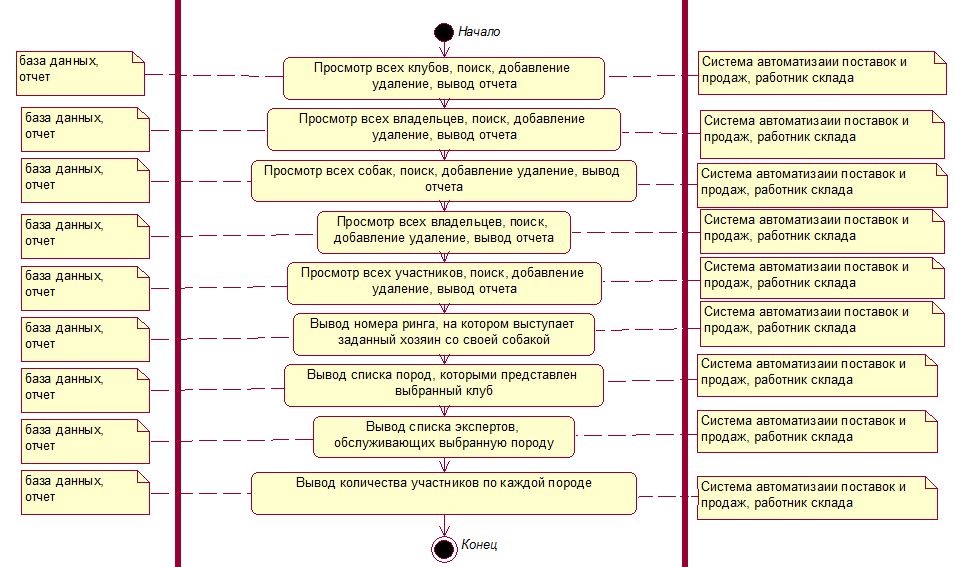 Начало
база данных,
отчет
Просмотр всех клубов, поиск, добавление
удаление, вывод отчета
Система автоматизаии поставок и
продаж, работник склада
база данных,
отчет
Просмотр всех владельцев, поиск, добавление
удаление, вывод отчета
Система автоматизаии поставок и
продаж, работник склада
база данных,
отчет
Просмотр всех собак, поиск, добавление удаление, вывод
отчета
Система автоматизаии поставок и
продаж, работник склада
база данных,
отчет
Просмотр всех владельцев, поиск,
добавление удаление, вывод отчета
Система автоматизаии поставок и
продаж, работник склада
база данных,
отчет
Просмотр всех участников, поиск, добавление
удаление, вывод отчета
Система автоматизаии поставок и
продаж, работник склада
база данных,
отчет
Вывод номера ринга, на котором выступает
заданный хозяин со своей собакой
Система автоматизаии поставок и
продаж, работник склада
база данных,
отчет
Вывод списка пород, которыми представлен
выбранный клуб
Система автоматизаии поставок и
продаж, работник склада
база данных,
отчет
Вывод списка экспертов,
обслуживающих выбранную породу
Система автоматизаии поставок и
продаж, работник склада
база данных,
отчет
Вывод количества участников по каждой породе
Система автоматизаии поставок и
продаж, работник склада
Конец